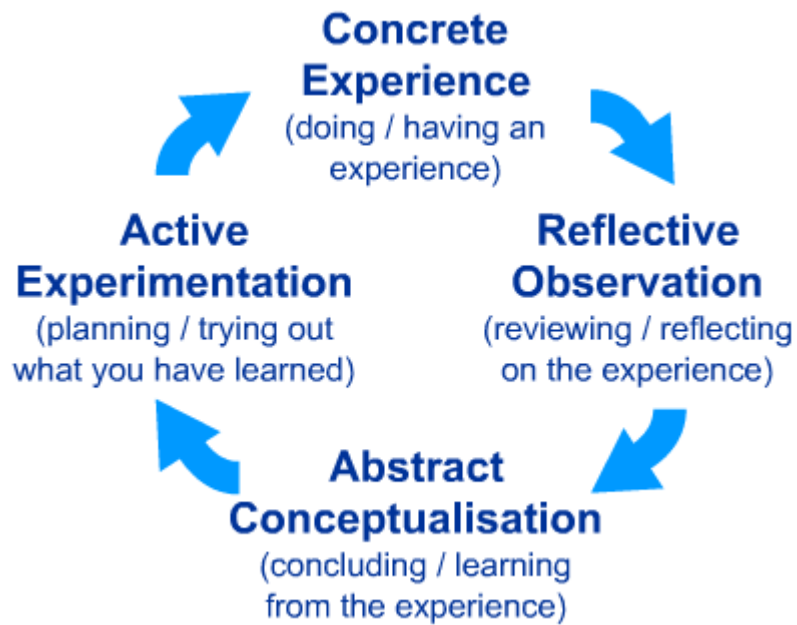 Concrete
Experience
(doing / having an
experience)
Reflective
Observation
(reviewing / reflecting
on the experience)
Abstract
Conceptualisation
(concluding / learning
from the experience)
Active
Experimentation
(planning / trying out
what you have learned)